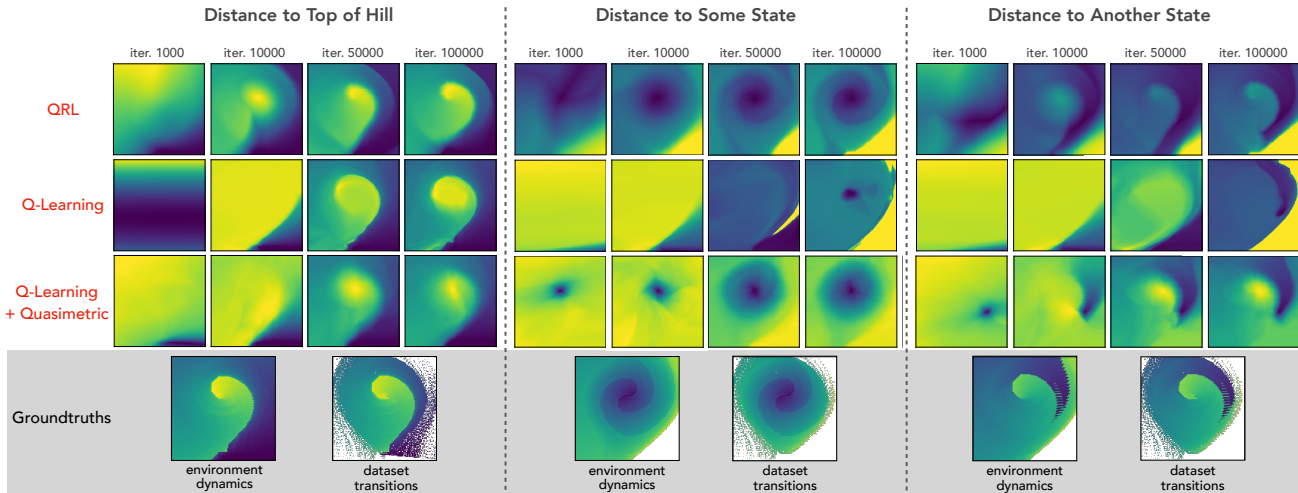 Distance to Top of Hill
Distance to Some State
Distance to Another State
iter. 1000 iter. 10000 iter. 50000 iter. 100000
iter. 1000 iter. 10000 iter. 50000 iter. 100000
iter. 1000 iter. 10000 iter. 50000 iter. 100000
QRL
Q-Learning
Q-Learning
+ Quasimetric
Groundtruths
environment
dynamics
dataset
transitions
environment
dynamics
dataset
transitions
environment
dynamics
dataset
transitions